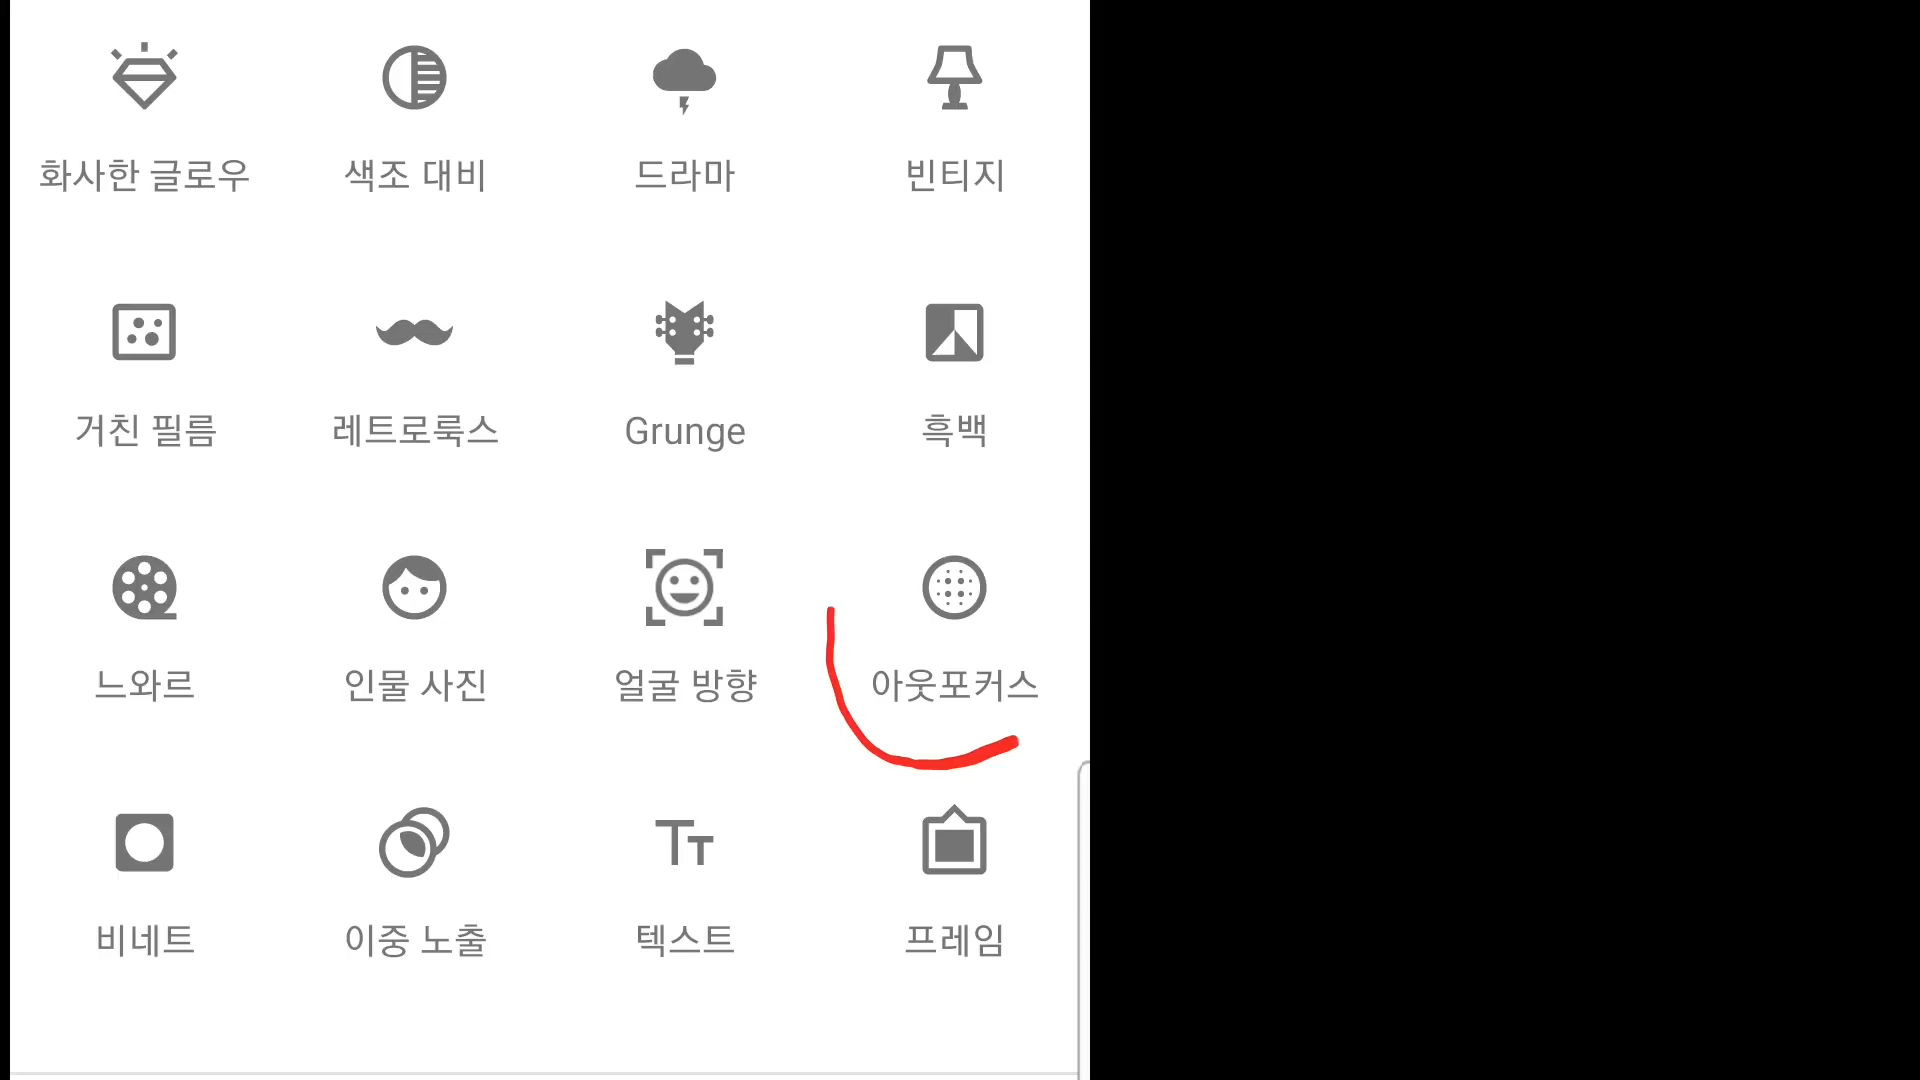 화사한 글로우 색조 대비 드라마 빈티지
거친 필름 레트로룩스 Grunge 흑백
느와르 인물 사진 얼굴 방향 아웃포커스
비네트 이중 노출 텍스트 프레임